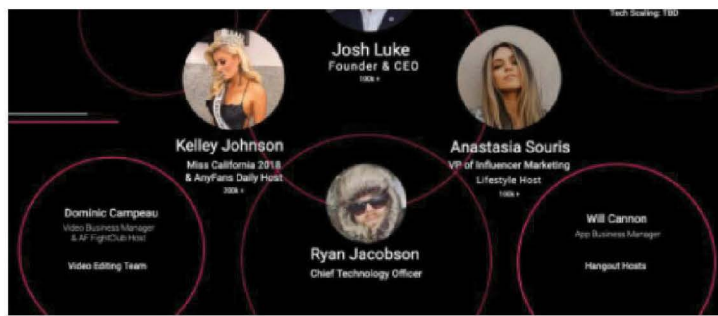 Tech Scaling: TBD
Josh Luke
Founder & CEO
100k +
Kelley Johnson
Miss California 2018
& AnyFans Daily Host
200k +
Anastasia Souris
VP of Influencer Marketing
Lifestyle Host
100k +
Dominic Campeau
Video Business Manager
& AF FightClub Host
Video Editing Team
Ryan Jacobson
Chief Technology Officer
Will Cannon
App Business Manager
Hangout Hosts